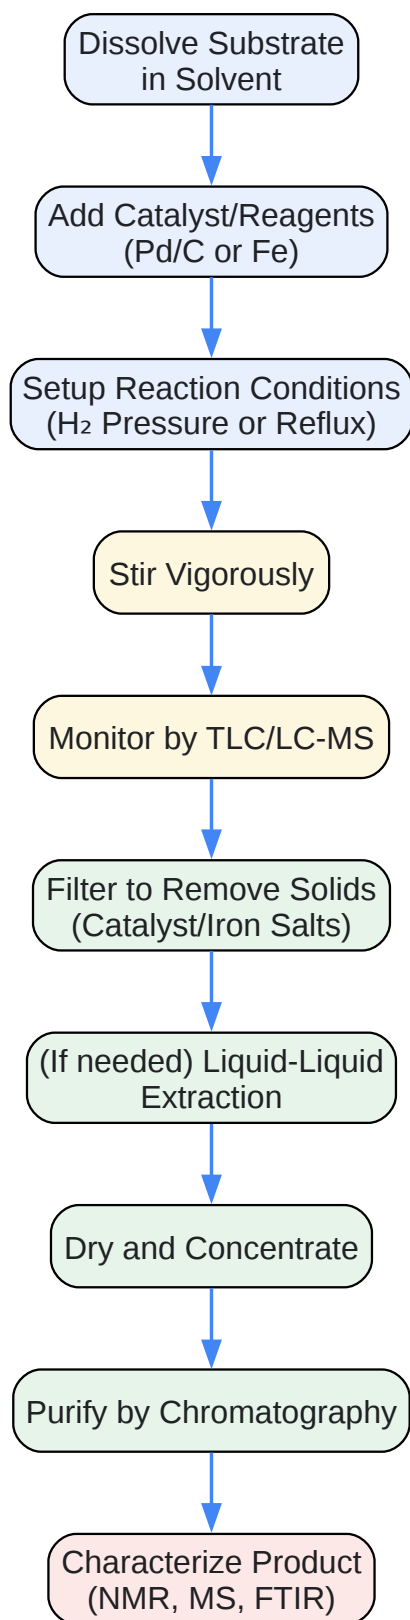 Dissolve Substrate
in Solvent
Add Catalyst/Reagents
(Pd/C or Fe)
Setup Reaction Conditions
(H₂ Pressure or Reflux)
Stir Vigorously
Monitor by TLC/LC-MS
Filter to Remove Solids
(Catalyst/Iron Salts)
(If needed) Liquid-Liquid
Extraction
Dry and Concentrate
Purify by Chromatography
Characterize Product
(NMR, MS, FTIR)